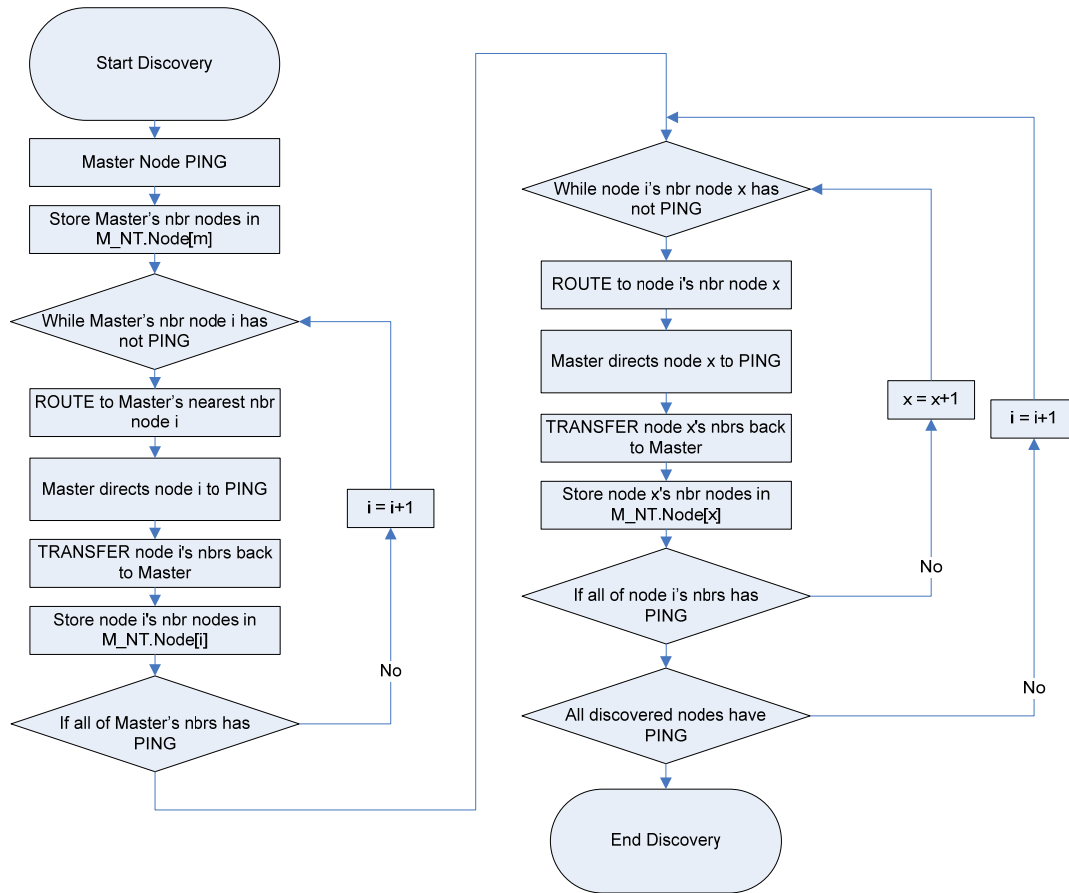 Start Discovery
Master Node PING
Store Master's nbr nodes in
M_NT.Node[m]
While Master's nbr node i has
not PING
ROUTE to Master's nearest nbr
node i
Master directs node i to PING
i = i+1
TRANSFER node i's nbrs back
to Master
Store node i's nbr nodes in
M_NT.Node[i]
No
If all of Master's nbrs has
PING
While node i's nbr node x has
not PING
ROUTE to node i's nbr node x
Master directs node x to PING
x = x+1
i = i+1
TRANSFER node x's nbrs back
to Master
Store node x's nbr nodes in
M_NT.Node[x]
No
If all of node i's nbrs has
PING
No
All discovered nodes have
PING
End Discovery